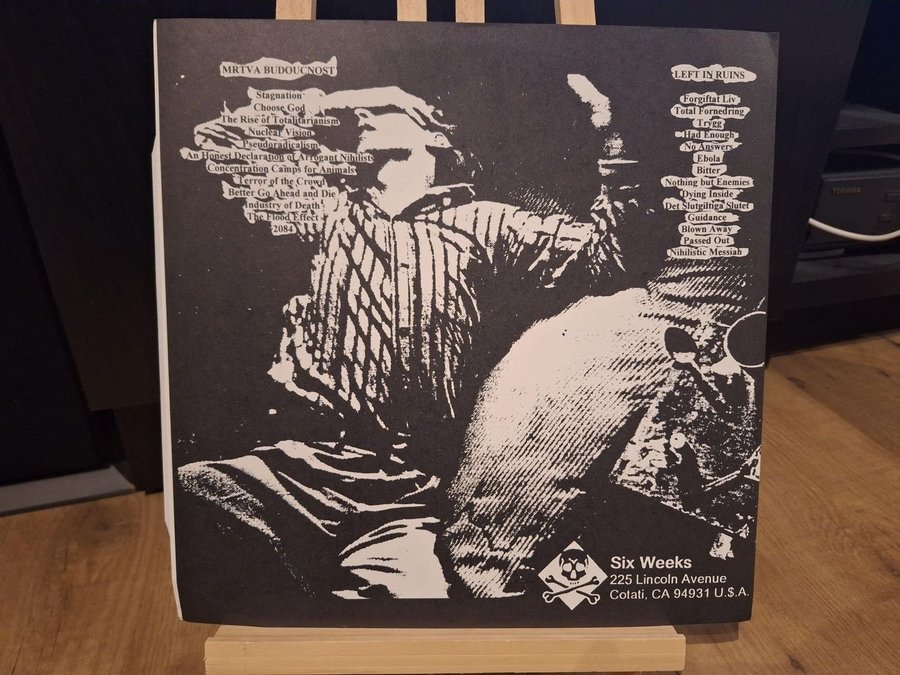 MRTVA BUDOUCNOST
Stagnation
Choose God
The Rise of Totalitarianism
Nuclear Vision
Pseudoradicalism
An Honest Declaration of Arrogant Nihilists
Concentration Camps for Animals
Terror of the Crowd
Better Go Ahead and Die
Industry of Death
The Flood Effect
2084
LEFT IN RUINS
Forgiftat Liv
Total Fornedring
Trygg
Had Enough
No Answers
Ebola
Bitter
Nothing but Enemies
Dying Inside
Det Slutgiltiga Slutet
Guidance
Blown Away
Passed Out
Nihilistic Messiah
TOSHIBA
Six Weeks
225 Lincoln Avenue
Cotati, CA 94931 U.$.A.